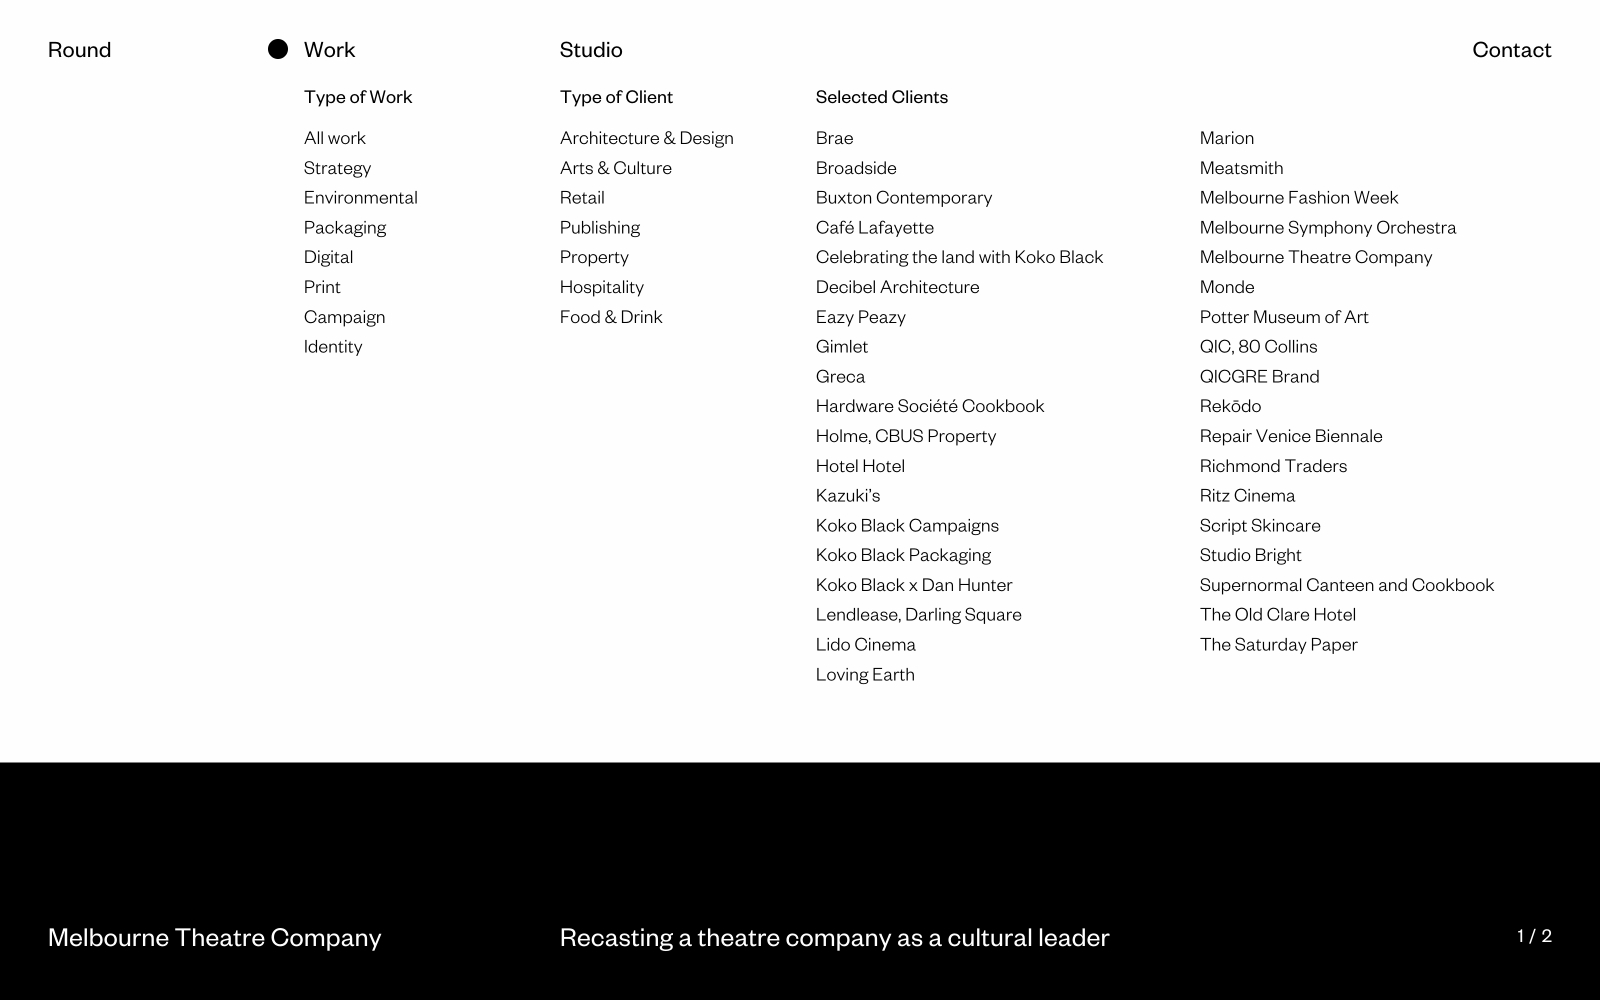 Round
Work
Studio
Contact
Type of Work
All work
Strategy
Environmental
Packaging
Digital
Print
Campaign
Identity
Type of Client
Architecture & Design
Arts & Culture
Retail
Publishing
Property
Hospitality
Food & Drink
Selected Clients
Brae
Broadside
Buxton Contemporary
Café Lafayette
Celebrating the land with Koko Black
Decibel Architecture
Eazy Peazy
Gimlet
Greca
Hardware Société Cookbook
Holme, CBUS Property
Hotel Hotel
Kazuki’s
Koko Black Campaigns
Koko Black Packaging
Koko Black x Dan Hunter
Lendlease, Darling Square
Lido Cinema
Loving Earth
Marion
Meatsmith
Melbourne Fashion Week
Melbourne Symphony Orchestra
Melbourne Theatre Company
Monde
Potter Museum of Art
QIC, 80 Collins
QICGRE Brand
Rekōdo
Repair Venice Biennale
Richmond Traders
Ritz Cinema
Script Skincare
Studio Bright
Supernormal Canteen and Cookbook
The Old Clare Hotel
The Saturday Paper
Melbourne Theatre Company
Recasting a theatre company as a cultural leader
1 / 2